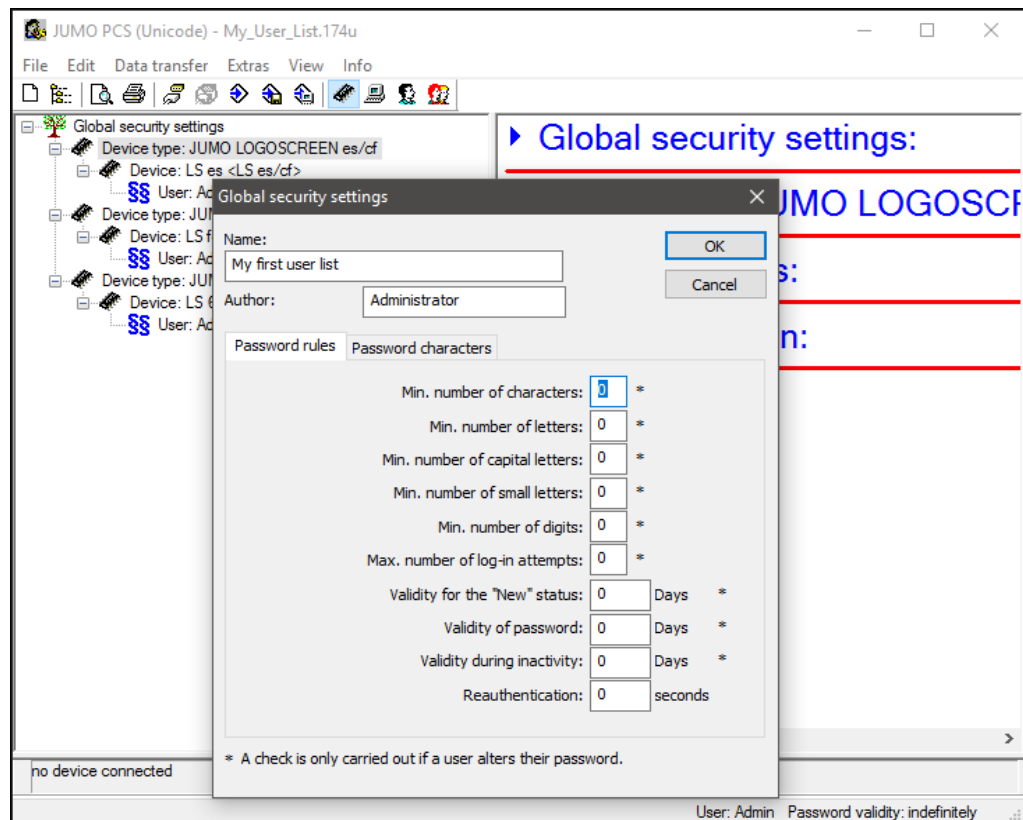 JUMO PCS (Unicode) - My_User_List.174u
File Edit Data transfer Extras View Info
Global security settings
Device type: JUMO LOGOSCREEN es/cf
Device: LS es <LS es/cf>
User: Ad
Device type: JUM
Device: LS f
User: Ad
Device type: JUM
Device: LS 6
User: Ad
Global security settings:
JMO LOGOSCR
s:
n:
Global security settings
Name:
My first user list
OK
Cancel
Author: Administrator
Password rules Password characters
Min. number of characters: 0 *
Min. number of letters: 0 *
Min. number of capital letters: 0 *
Min. number of small letters: 0 *
Min. number of digits: 0 *
Max. number of log-in attempts: 0 *
Validity for the "New" status: 0 Days *
Validity of password: 0 Days *
Validity during inactivity: 0 Days *
Reauthentication: 0 seconds
* A check is only carried out if a user alters their password.
no device connected
User: Admin Password validity: indefinitely